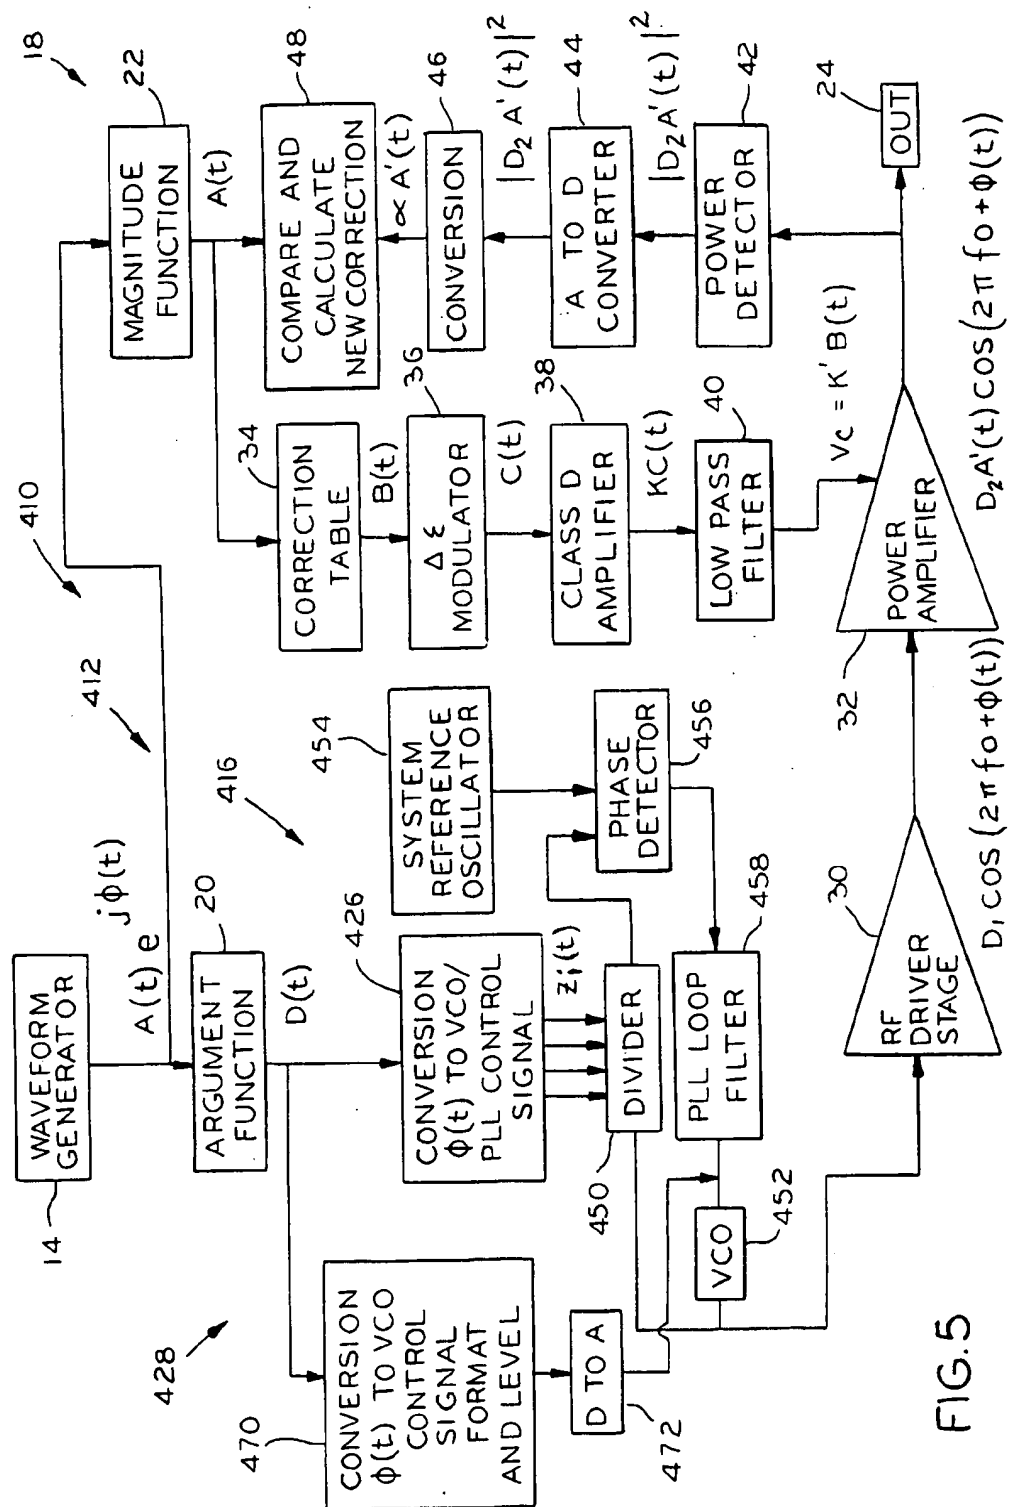 18
410
412
416
428
WAVEFORM
GENERATOR
14
A(t) e jϕ(t)
ARGUMENT
FUNCTION
20
D(t)
MAGNITUDE
FUNCTION
22
A(t)
CONVERSION
ϕ(t) TO VCO
CONTROL
SIGNAL
FORMAT
AND LEVEL
470
D TO A
472
CONVERSION
ϕ(t) TO VCO/
PLL CONTROL
SIGNAL
426
Zi(t)
SYSTEM
REFERENCE
OSCILLATOR
454
DIVIDER
450
PHASE
DETECTOR
456
PLL LOOP
FILTER
458
VCO
452
CORRECTION
TABLE
34
B(t)
Δ Ɛ
MODULATOR
36
C(t)
CLASS D
AMPLIFIER
38
KC(t)
LOW PASS
FILTER
40
Vc = K'B(t)
COMPARE AND
CALCULATE
NEW CORRECTION
48
∝ A'(t)
CONVERSION
46
|D₂ A'(t)|²
A TO D
CONVERTER
44
|D₂ A'(t)|²
POWER
DETECTOR
42
RF
DRIVER
STAGE
30
D₁ COS (2π fo + ϕ(t))
POWER
AMPLIFIER
32
D₂A'(t) COS (2π fo + ϕ(t))
OUT
24
FIG.5